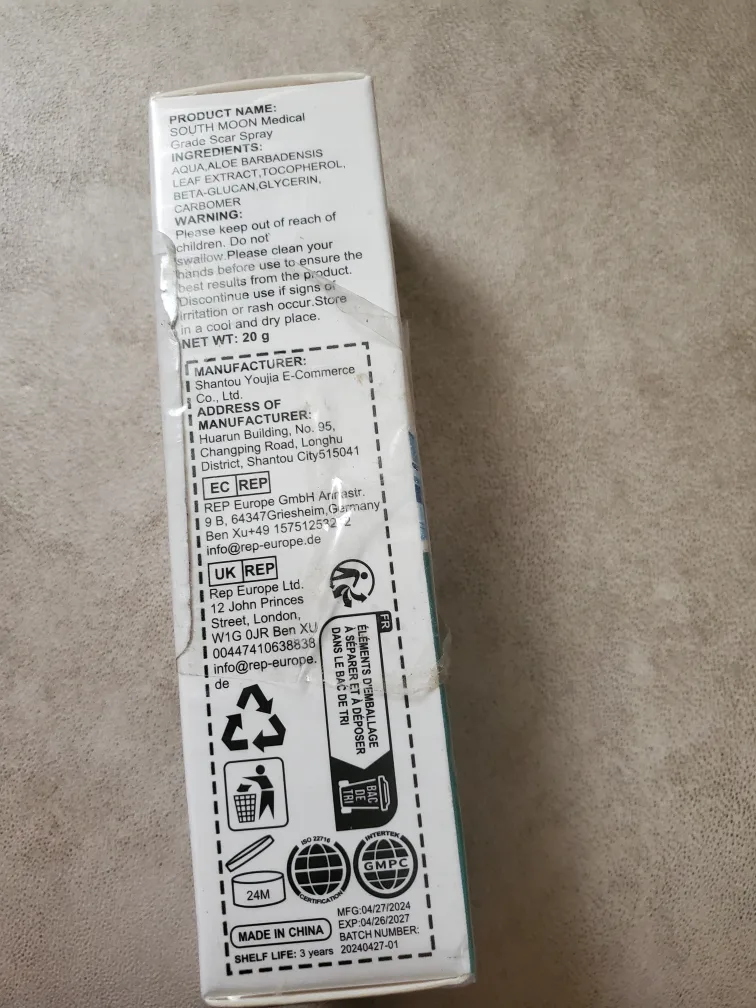 PRODUCT NAME:
SOUTH MOON Medical
Grade Scar Spray
INGREDIENTS:
AQUA,ALOE BARBADENSIS
LEAF EXTRACT,TOCOPHEROL,
BETA-GLUCAN,GLYCERIN,
CARBOMER
WARNING:
Please keep out of reach of
children. Do not
swallow.Please clean your
hands before use to ensure the
best results from the product.
Discontinue use if signs of
irritation or rash occur.Store
in a cool and dry place.
NET WT: 20 g
MANUFACTURER:
Shantou Youjia E-Commerce
Co., Ltd.
ADDRESS OF
MANUFACTURER:
Huarun Building, No. 95,
Changping Road, Longhu
District, Shantou City515041
EC REP
REP Europe GmbH Annastr.
9 B, 64347Griesheim,Germany
Ben Xu+49
info@rep-europe.de
UK REP
Rep Europe Ltd.
12 John Princes
Street, London,
W1G 0JR Ben XU
00447410638838
info@rep-europe.
de
FR
ÉLÉMENTS D'EMBALLAGE
À SÉPARER ET À DÉPOSER
DANS LE BAC DE TRI
BAC
DE
TRI
24M
ISO 22716
CERTIFICATION
INTERTEK
GMPC
MADE IN CHINA
MFG:04/27/2024
EXP:04/26/2027
BATCH NUMBER:
20240427-01
SHELF LIFE: 3 years